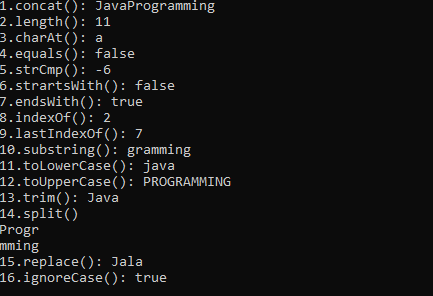 1.concat(): JavaProgramming
2.length(): 11
3.charAt(): a
4.equals(): false
5.strCmp(): -6
6.strartsWith(): false
7.endsWith(): true
8.indexOf(): 2
9.lastIndexOf(): 7
10.substring(): gramming
11.toLowerCase(): java
12.toUpperCase(): PROGRAMMING
13.trim(): Java
14.split()
Progr
mming
15.replace(): Jala
16.ignoreCase(): true